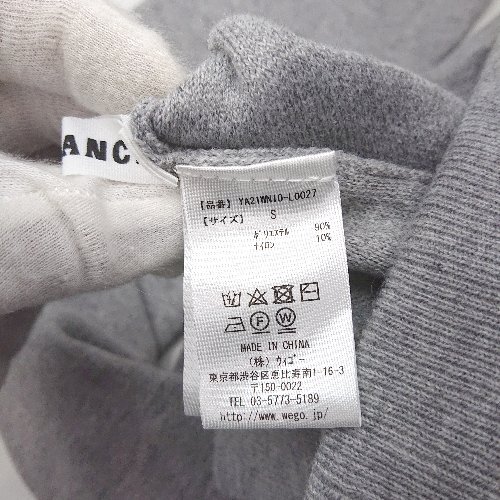 ANC
【品番】 YA21WN10-L0027
【サイズ】 S
ポリエステル 90%
ナイロン 10%
F W
MADE IN CHINA
(株) ウィゴー
東京都渋谷区恵比寿南1-16-3
〒150-0022
TEL 03-5773-5189
http://www.wego.jp/